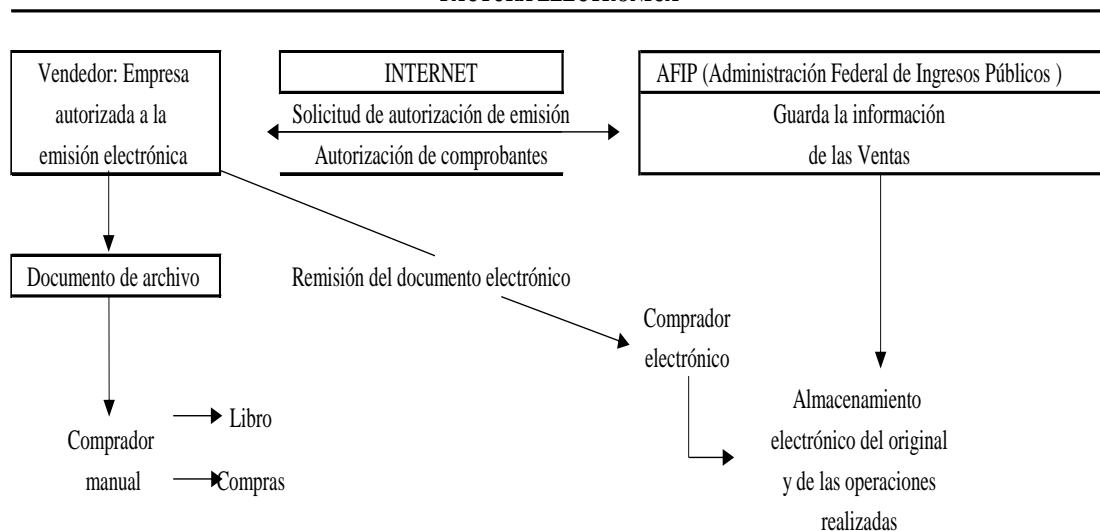 FACTURA ELECTRÓNICA
Vendedor: Empresa
autorizada a la
emisión electrónica
INTERNET
Solicitud de autorización de emisión
Autorización de comprobantes
AFIP (Administración Federal de Ingresos Públicos )
Guarda la información
de las Ventas
Documento de archivo
Remisión del documento electrónico
Comprador
electrónico
Comprador
manual
Libro
Compras
Almacenamiento
electrónico del original
y de las operaciones
realizadas